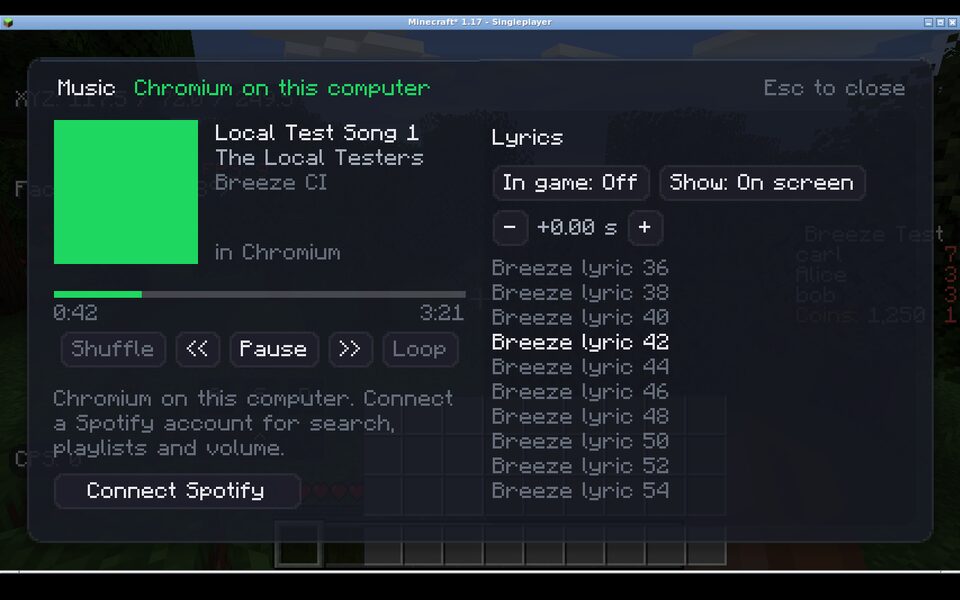 Minecraft* 1.17 - Singleplayer
Music Chromium on this computer
Esc to close
Local Test Song 1
The Local Testers
Breeze CI
in Chromium
0:42
3:21
Shuffle
<<
Pause
>>
Loop
Chromium on this computer. Connect
a Spotify account for search,
playlists and volume.
Connect Spotify
Lyrics
In game: Off
Show: On screen
- +0.00 s +
Breeze lyric 36
Breeze lyric 38
Breeze lyric 40
Breeze lyric 42
Breeze lyric 44
Breeze lyric 46
Breeze lyric 48
Breeze lyric 50
Breeze lyric 52
Breeze lyric 54
Breeze Test
carl 7
Alice 3
bob 3
Coins: 1,250 1